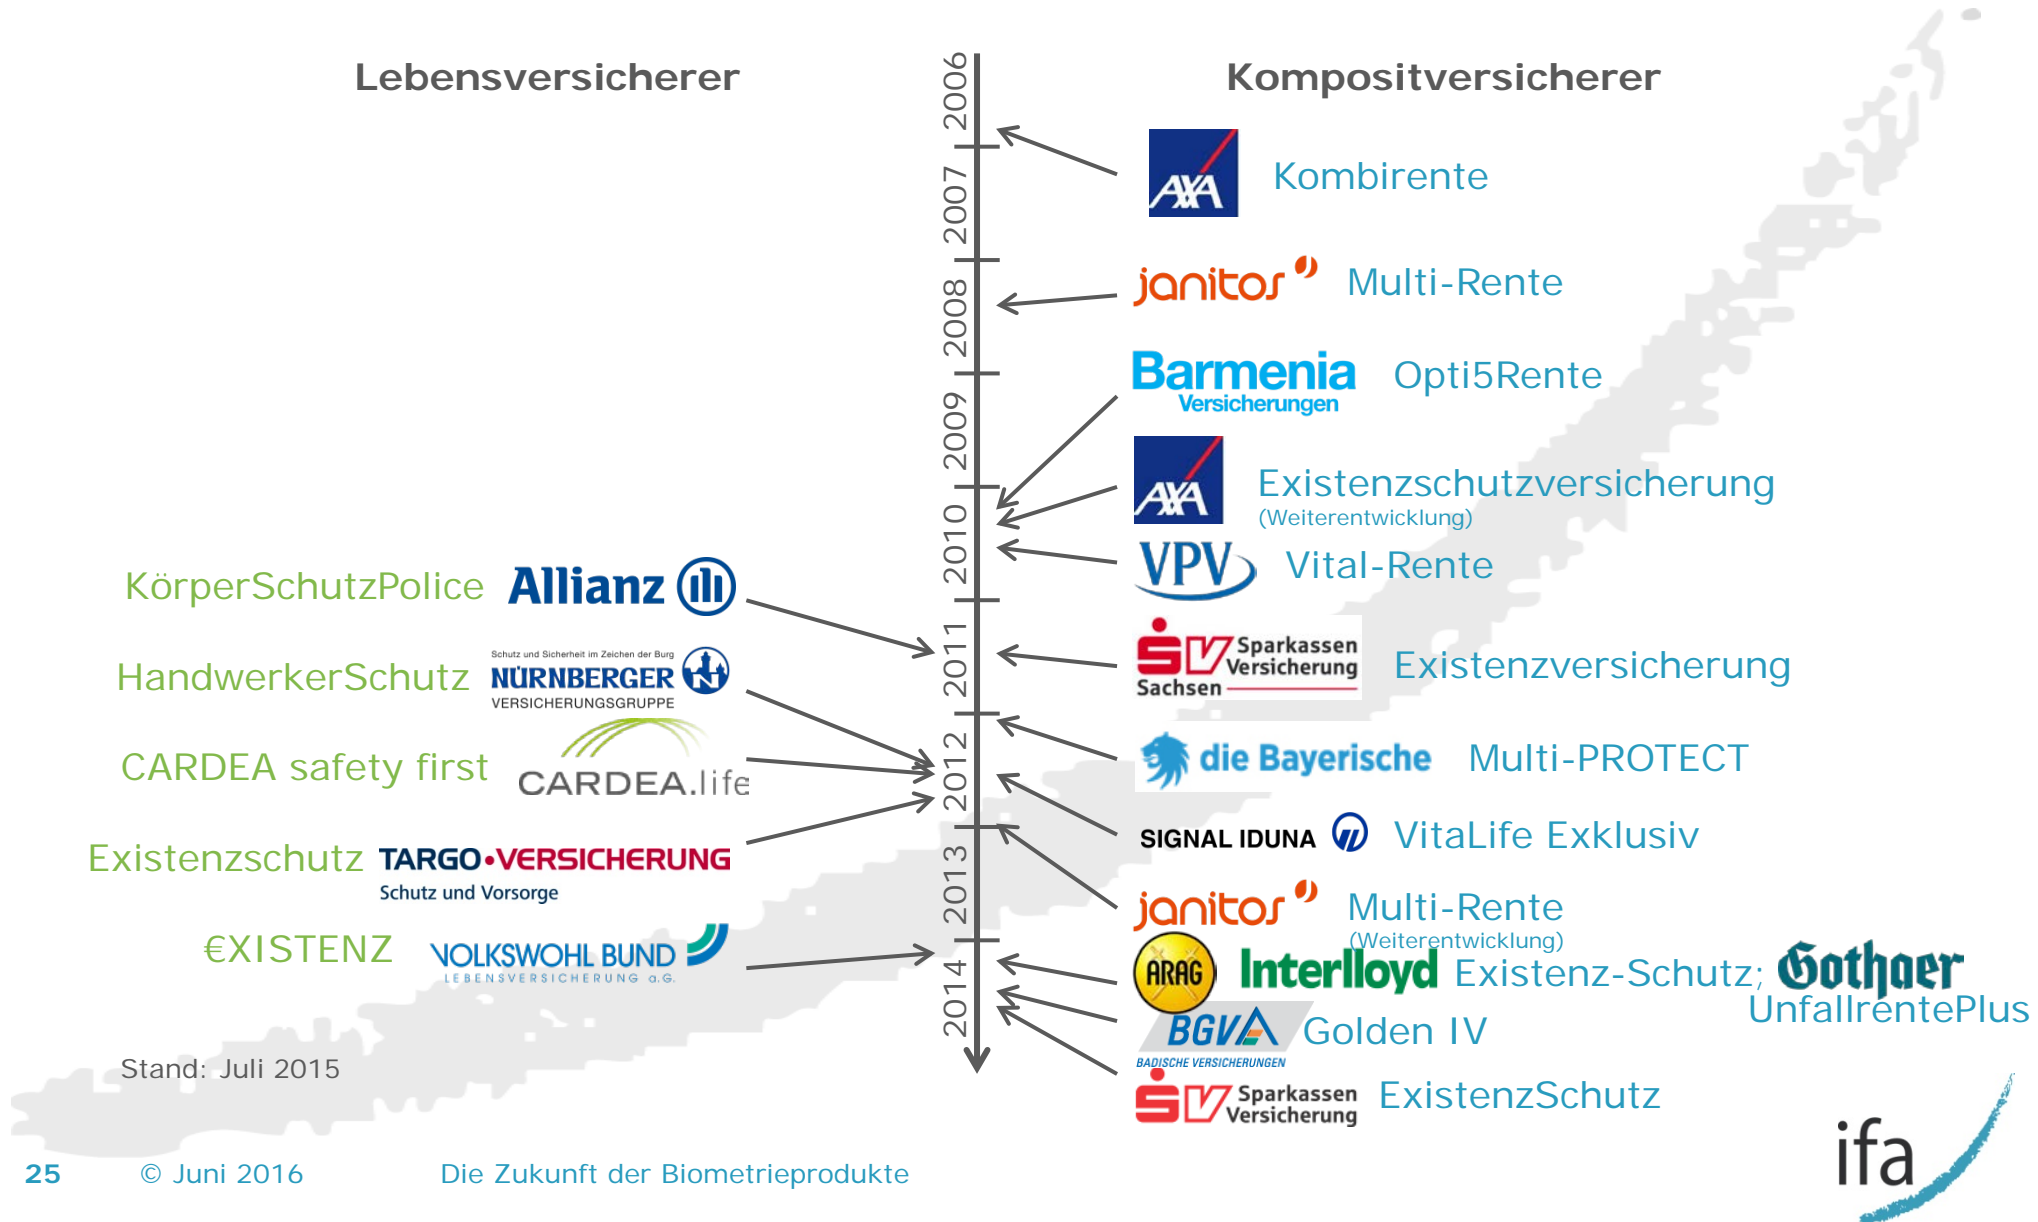 Lebensversicherer
Kompositversicherer
2006
2007
2008
2009
2010
2011
2012
2013
2014
AXA Kombirente
janitos Multi-Rente
Barmenia Opti5Rente
Versicherungen
AXA Existenzschutzversicherung
(Weiterentwicklung)
VPV Vital-Rente
Sparkassen
Versicherung
Sachsen
Existenzversicherung
die Bayerische Multi-PROTECT
SIGNAL IDUNA VitaLife Exklusiv
janitos Multi-Rente
(Weiterentwicklung)
ARAG Interlloyd Existenz-Schutz; Gothaer
UnfallrentePlus
BGV Golden IV
BADISCHE VERSICHERUNGEN
Sparkassen
Versicherung
ExistenzSchutz
KörperSchutzPolice Allianz
Schutz und Sicherheit im Zeichen der Burg
HandwerkerSchutz NÜRNBERGER N
VERSICHERUNGSGRUPPE
CARDEA safety first CARDEA.life
Existenzschutz TARGO•VERSICHERUNG
Schutz und Vorsorge
€XISTENZ VOLKSWOHL BUND
LEBENSVERSICHERUNG a.G.
Stand: Juli 2015
25 © Juni 2016 Die Zukunft der Biometrieprodukte
ifa